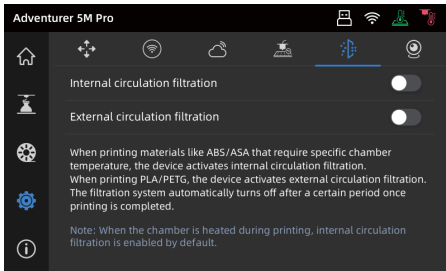 Adventurer 5M Pro
Internal circulation filtration
External circulation filtration
When printing materials like ABS/ASA that require specific chamber
temperature, the device activates internal circulation filtration.
When printing PLA/PETG, the device activates external circulation filtration.
The filtration system automatically turns off after a certain period once
printing is completed.
Note: When the chamber is heated during printing, internal circulation
filtration is enabled by default.